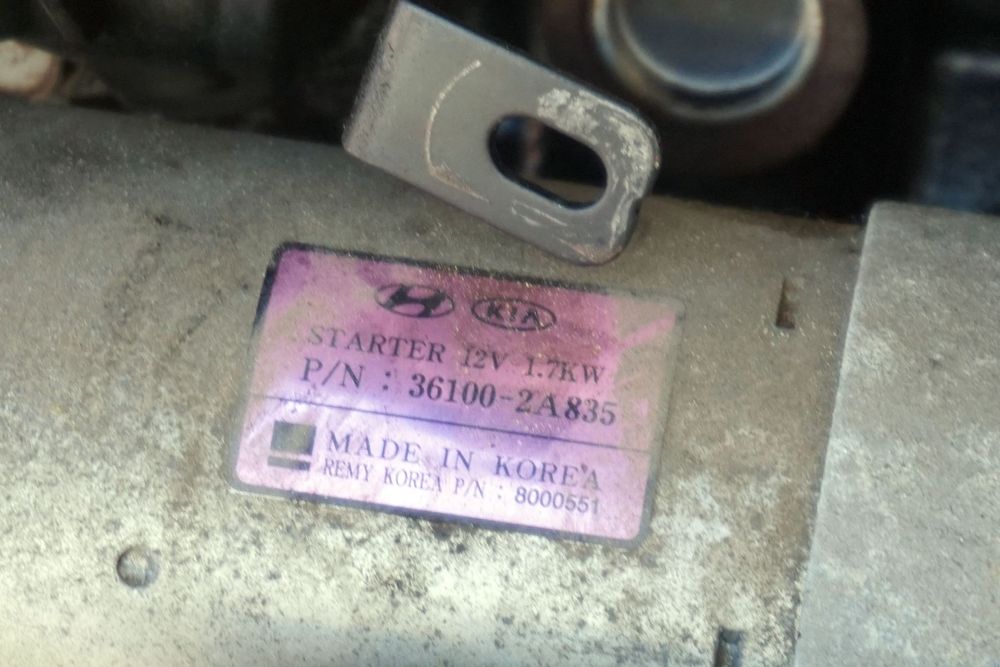 KIA
STARTER 12V 1.7KW
P/N : 36100-2A835
MADE IN KOREA
REMY KOREA P/N : 8000551